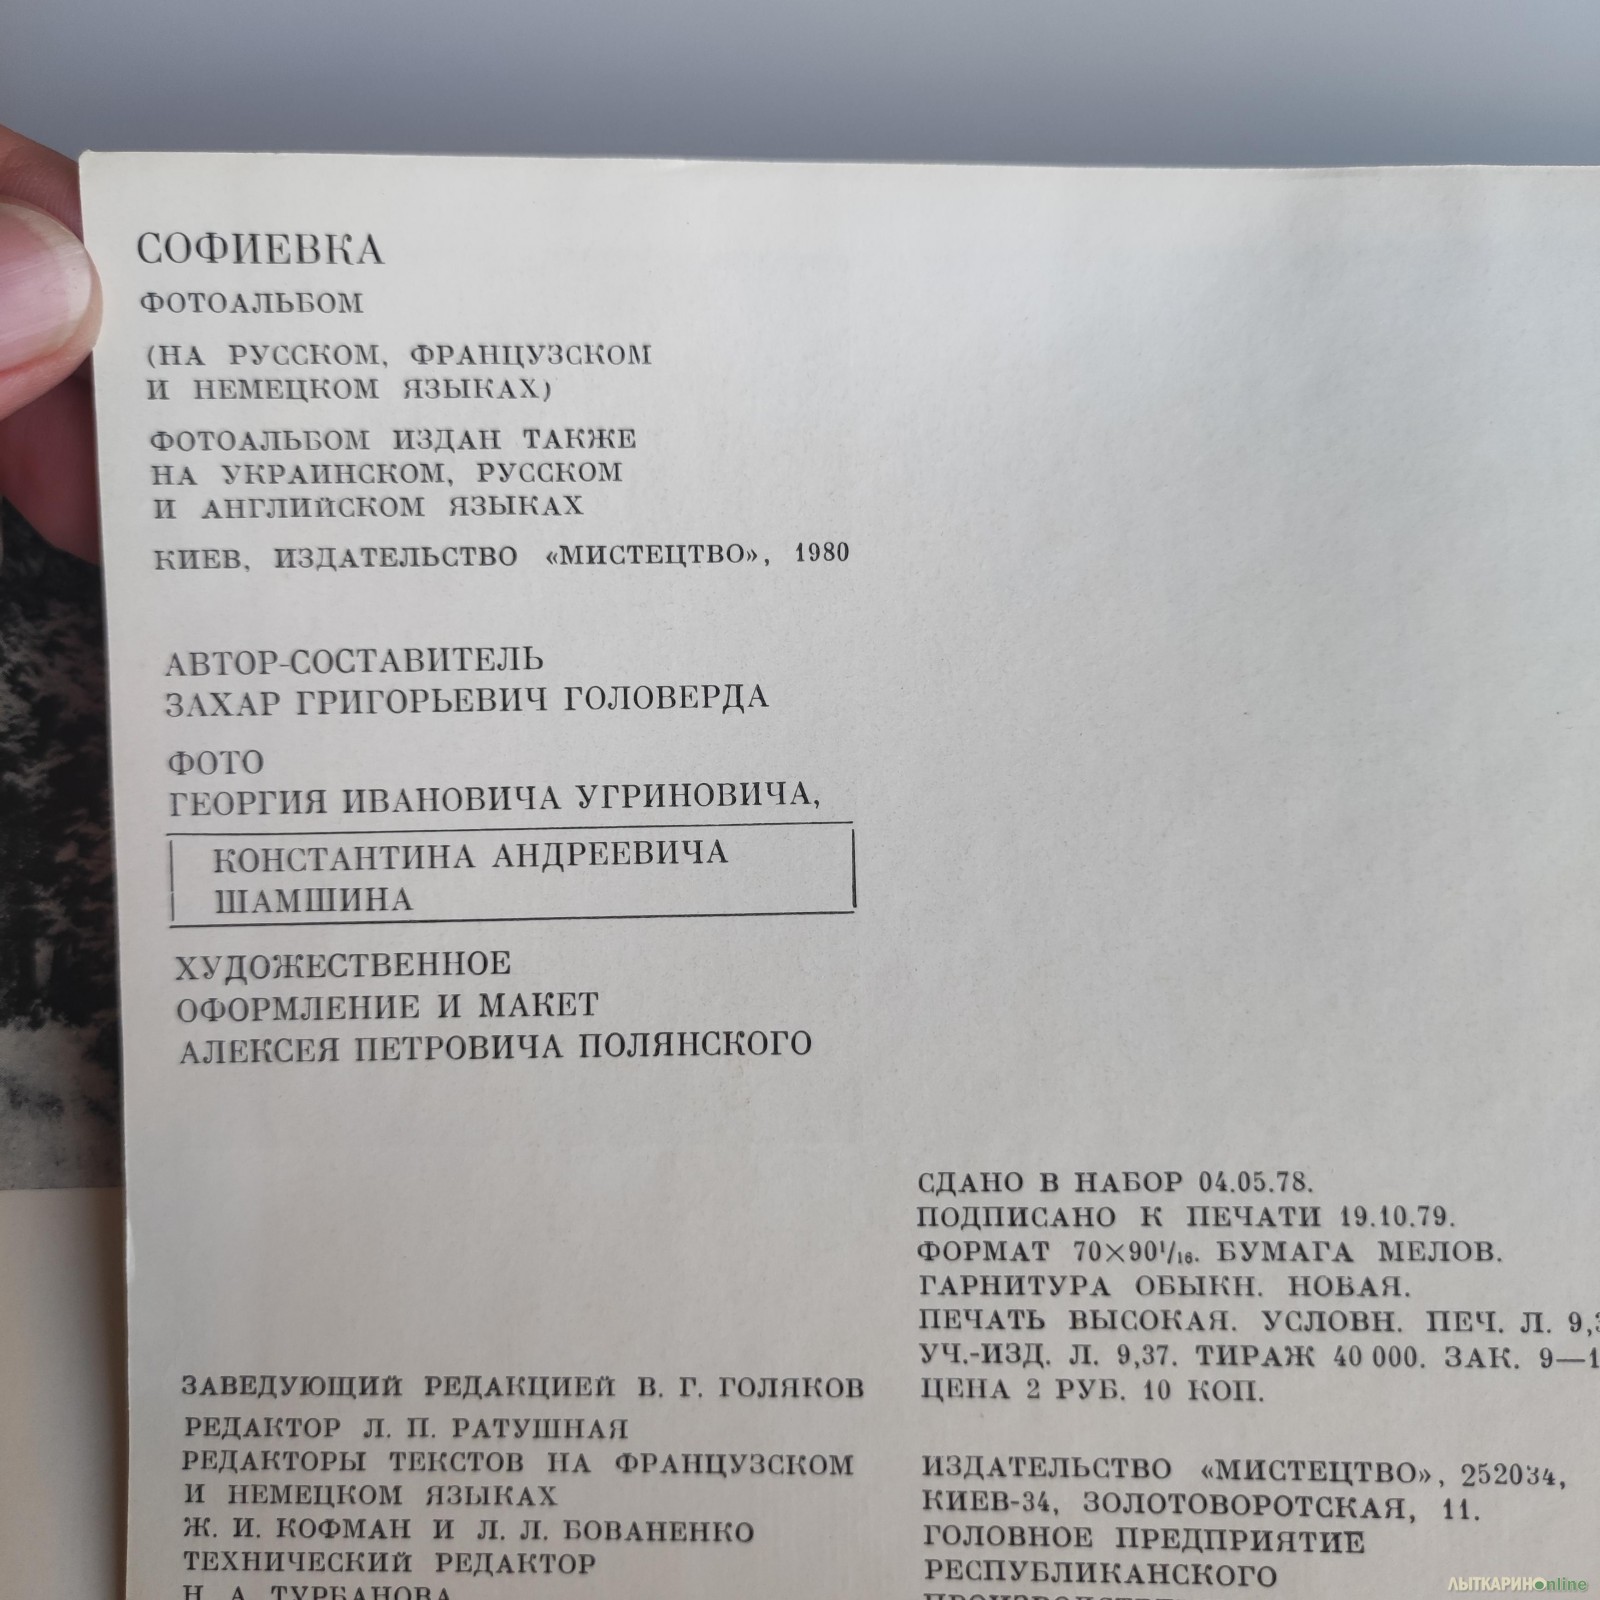 СОФИЕВКА
ФОТОАЛЬБОМ
(НА РУССКОМ, ФРАНЦУЗСКОМ
И НЕМЕЦКОМ ЯЗЫКАХ)
ФОТОАЛЬБОМ ИЗДАН ТАКЖЕ
НА УКРАИНСКОМ, РУССКОМ
И АНГЛИЙСКОМ ЯЗЫКАХ
КИЕВ, ИЗДАТЕЛЬСТВО «МИСТЕЦТВО», 1980
АВТОР-СОСТАВИТЕЛЬ
ЗАХАР ГРИГОРЬЕВИЧ ГОЛОВЕРДА
ФОТО
ГЕОРГИЯ ИВАНОВИЧА УГРИНОВИЧА,
КОНСТАНТИНА АНДРЕЕВИЧА
ШАМШИНА
ХУДОЖЕСТВЕННОЕ
ОФОРМЛЕНИЕ И МАКЕТ
АЛЕКСЕЯ ПЕТРОВИЧА ПОЛЯНСКОГО
ЗАВЕДУЮЩИЙ РЕДАКЦИЕЙ В. Г. ГОЛЯКОВ
РЕДАКТОР Л. П. РАТУШНАЯ
РЕДАКТОРЫ ТЕКСТОВ НА ФРАНЦУЗСКОМ
И НЕМЕЦКОМ ЯЗЫКАХ
Ж. И. КОФМАН И Л. Л. БОВАНЕНКО
ТЕХНИЧЕСКИЙ РЕДАКТОР
Н. А. ТУРБАНОВА
СДАНО В НАБОР 04.05.78.
ПОДПИСАНО К ПЕЧАТИ 19.10.79.
ФОРМАТ 70×90¹/₁₆. БУМАГА МЕЛОВ.
ГАРНИТУРА ОБЫКН. НОВАЯ.
ПЕЧАТЬ ВЫСОКАЯ. УСЛОВН. ПЕЧ. Л. 9,
УЧ.-ИЗД. Л. 9,37. ТИРАЖ 40 000. ЗАК. 9—1
ЦЕНА 2 РУБ. 10 КОП.
ИЗДАТЕЛЬСТВО «МИСТЕЦТВО», 252034,
КИЕВ-34, ЗОЛОТОВОРОТСКАЯ, 11.
ГОЛОВНОЕ ПРЕДПРИЯТИЕ
РЕСПУБЛИКАНСКОГО
ЛЫТКАРИНОonline